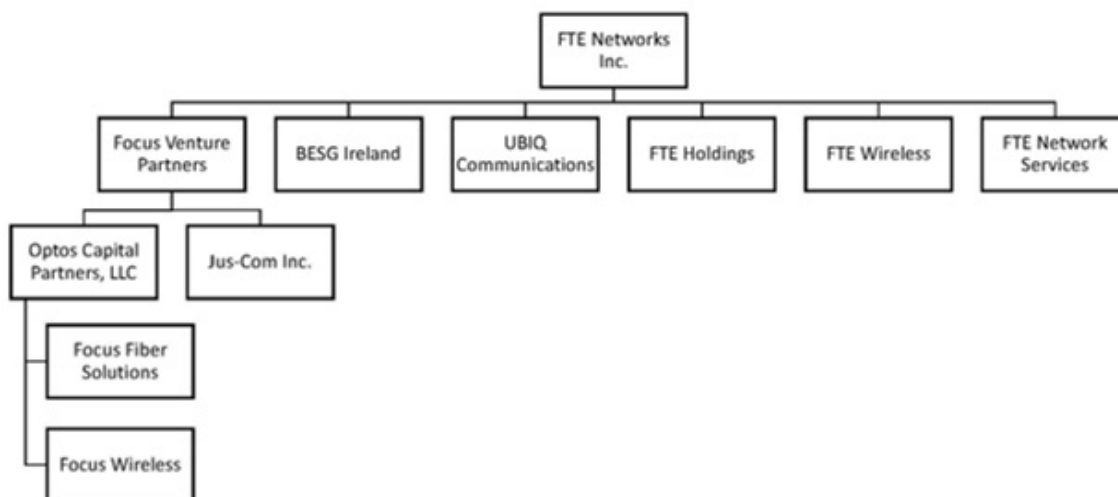 FTE Networks
Inc.
Focus Venture
Partners
BESG Ireland
UBIQ
Communications
FTE Holdings
FTE Wireless
FTE Network
Services
Optos Capital
Partners, LLC
Jus-Com Inc.
Focus Fiber
Solutions
Focus Wireless